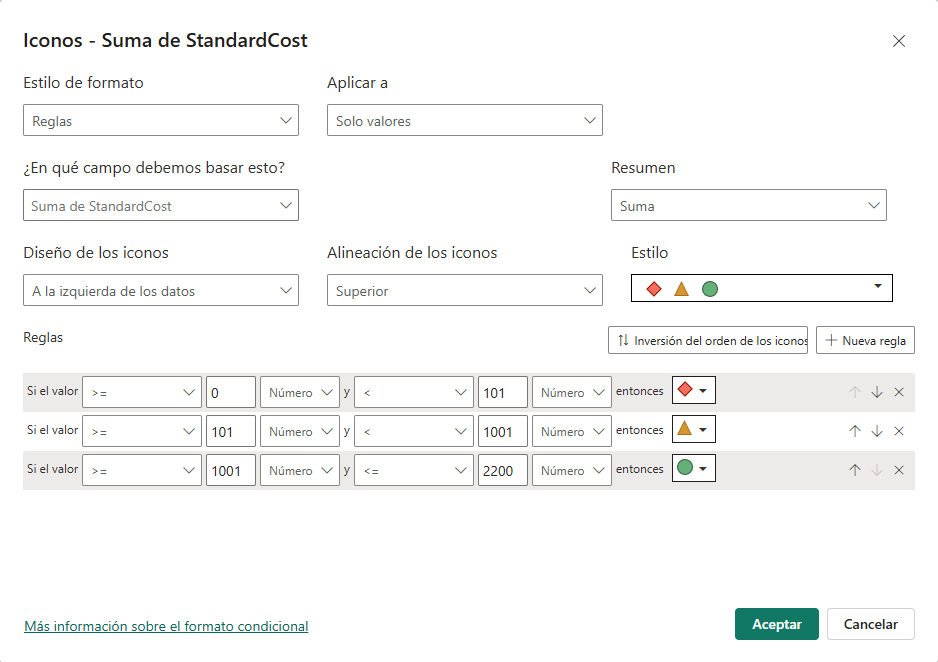 Iconos - Suma de StandardCost
Estilo de formato
Aplicar a
Reglas
Solo valores
¿En qué campo debemos basar esto?
Resumen
Suma de StandardCost
Suma
Diseño de los iconos
Alineación de los iconos
Estilo
A la izquierda de los datos
Superior
Reglas
Inversión del orden de los iconos
Nueva regla
Si el valor >= 0 Número y < 101 Número entonces
Si el valor >= 101 Número y < 1001 Número entonces
Si el valor >= 1001 Número y <= 2200 Número entonces
Más información sobre el formato condicional
Aceptar
Cancelar